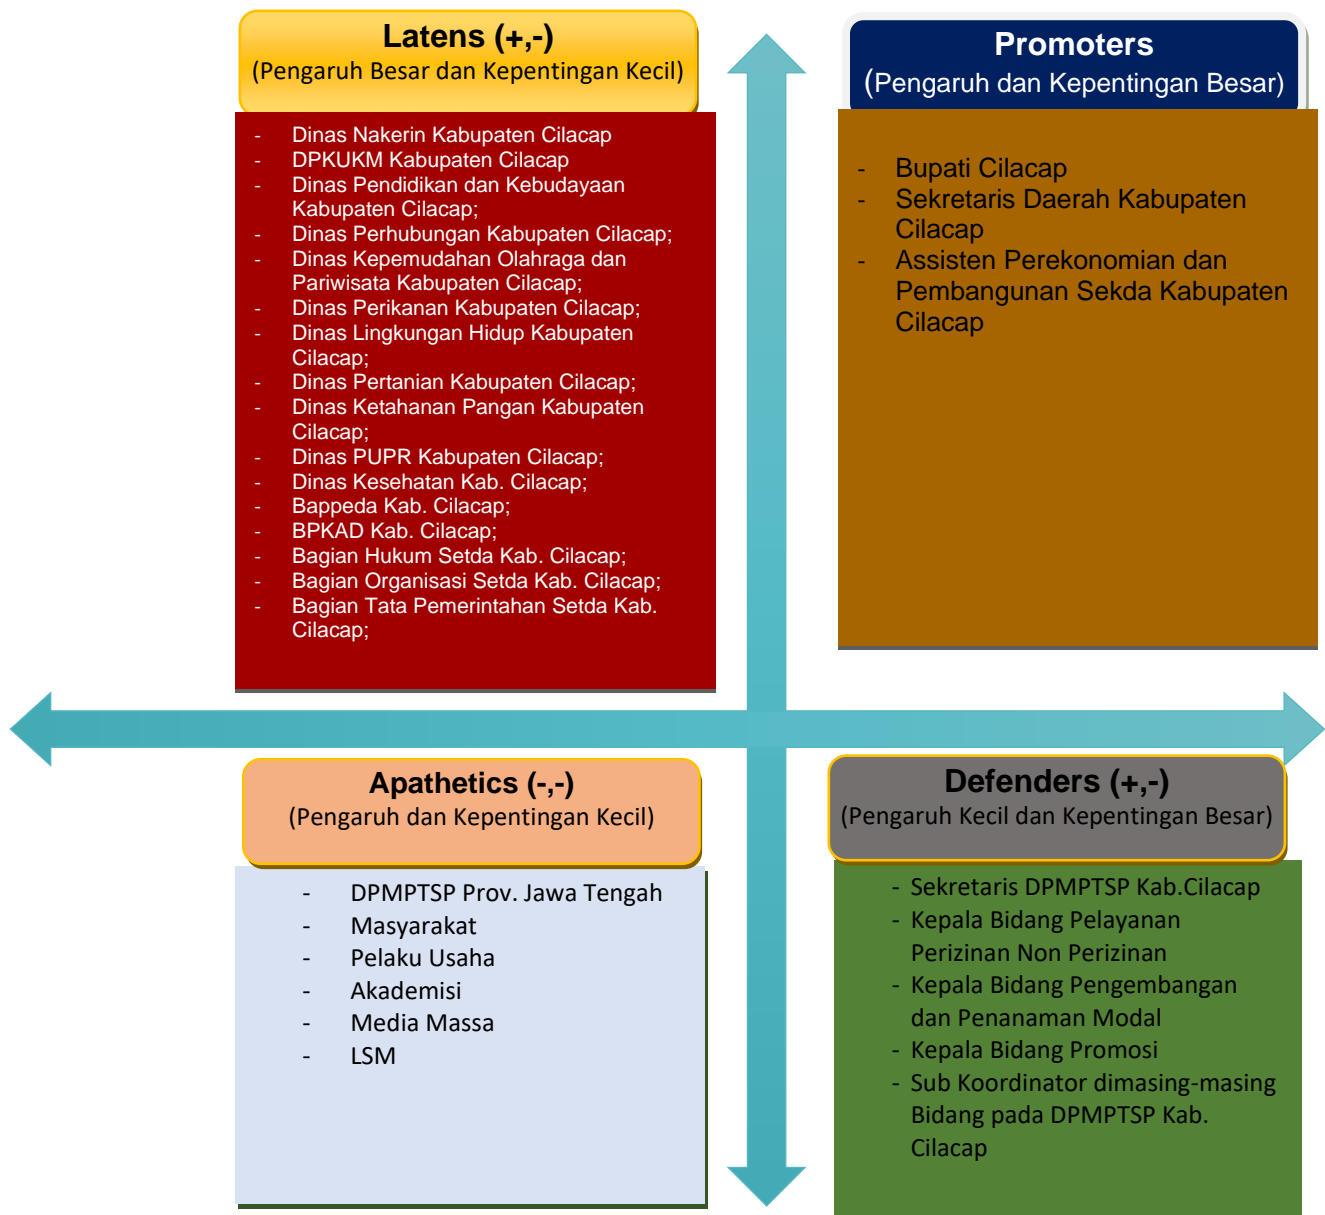 Latens (+,-)
(Pengaruh Besar dan Kepentingan Kecil)
- Dinas Nakerin Kabupaten Cilacap
- DPKUKM Kabupaten Cilacap
- Dinas Pendidikan dan Kebudayaan
Kabupaten Cilacap;
- Dinas Perhubungan Kabupaten Cilacap;
- Dinas Kepemudahan Olahraga dan
Pariwisata Kabupaten Cilacap;
- Dinas Perikanan Kabupaten Cilacap;
- Dinas Lingkungan Hidup Kabupaten
Cilacap;
- Dinas Pertanian Kabupaten Cilacap;
- Dinas Ketahanan Pangan Kabupaten
Cilacap;
- Dinas PUPR Kabupaten Cilacap;
- Dinas Kesehatan Kab. Cilacap;
- Bappeda Kab. Cilacap;
- BPKAD Kab. Cilacap;
- Bagian Hukum Setda Kab. Cilacap;
- Bagian Organisasi Setda Kab. Cilacap;
- Bagian Tata Pemerintahan Setda Kab.
Cilacap;
Promoters
(Pengaruh dan Kepentingan Besar)
- Bupati Cilacap
- Sekretaris Daerah Kabupaten
Cilacap
- Assisten Perekonomian dan
Pembangunan Sekda Kabupaten
Cilacap
Apathetics (-,-)
(Pengaruh dan Kepentingan Kecil)
- DPMPTSP Prov. Jawa Tengah
- Masyarakat
- Pelaku Usaha
- Akademisi
- Media Massa
- LSM
Defenders (+,-)
(Pengaruh Kecil dan Kepentingan Besar)
- Sekretaris DPMPTSP Kab.Cilacap
- Kepala Bidang Pelayanan
Perizinan Non Perizinan
- Kepala Bidang Pengembangan
dan Penanaman Modal
- Kepala Bidang Promosi
- Sub Koordinator dimasing-masing
Bidang pada DPMPTSP Kab.
Cilacap